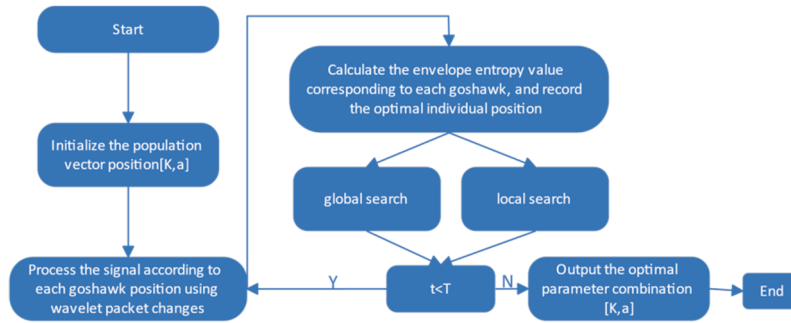 Start
Initialize the population
vector position[K,a]
Process the signal according to
each goshawk position using
wavelet packet changes
Calculate the envelope entropy value
corresponding to each goshawk, and record
the optimal individual position
global search
local search
Y
t<T
N
Output the optimal
parameter combination
[K,a]
End